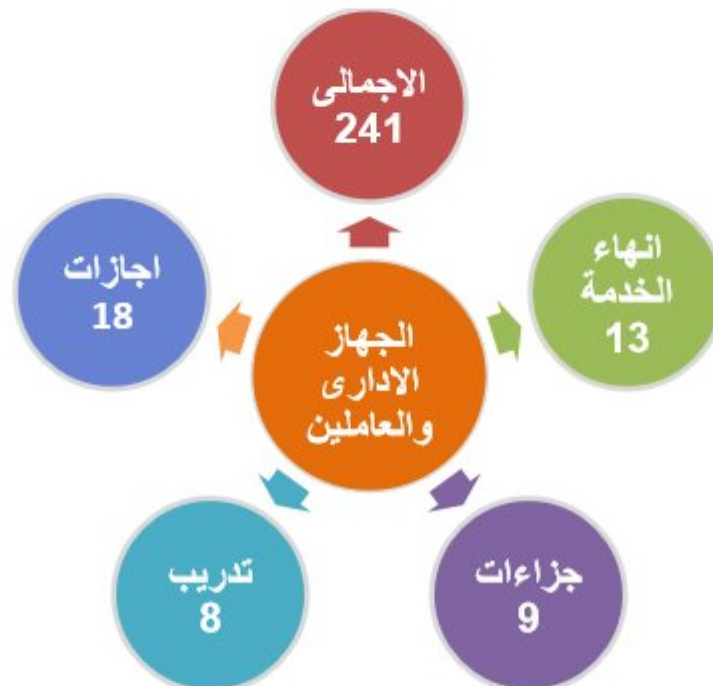 الاجمالى
241
انهاء
الخدمة
13
اجازات
18
الجهاز
الادارى
والعاملين
جزاءات
9
تدريب
8